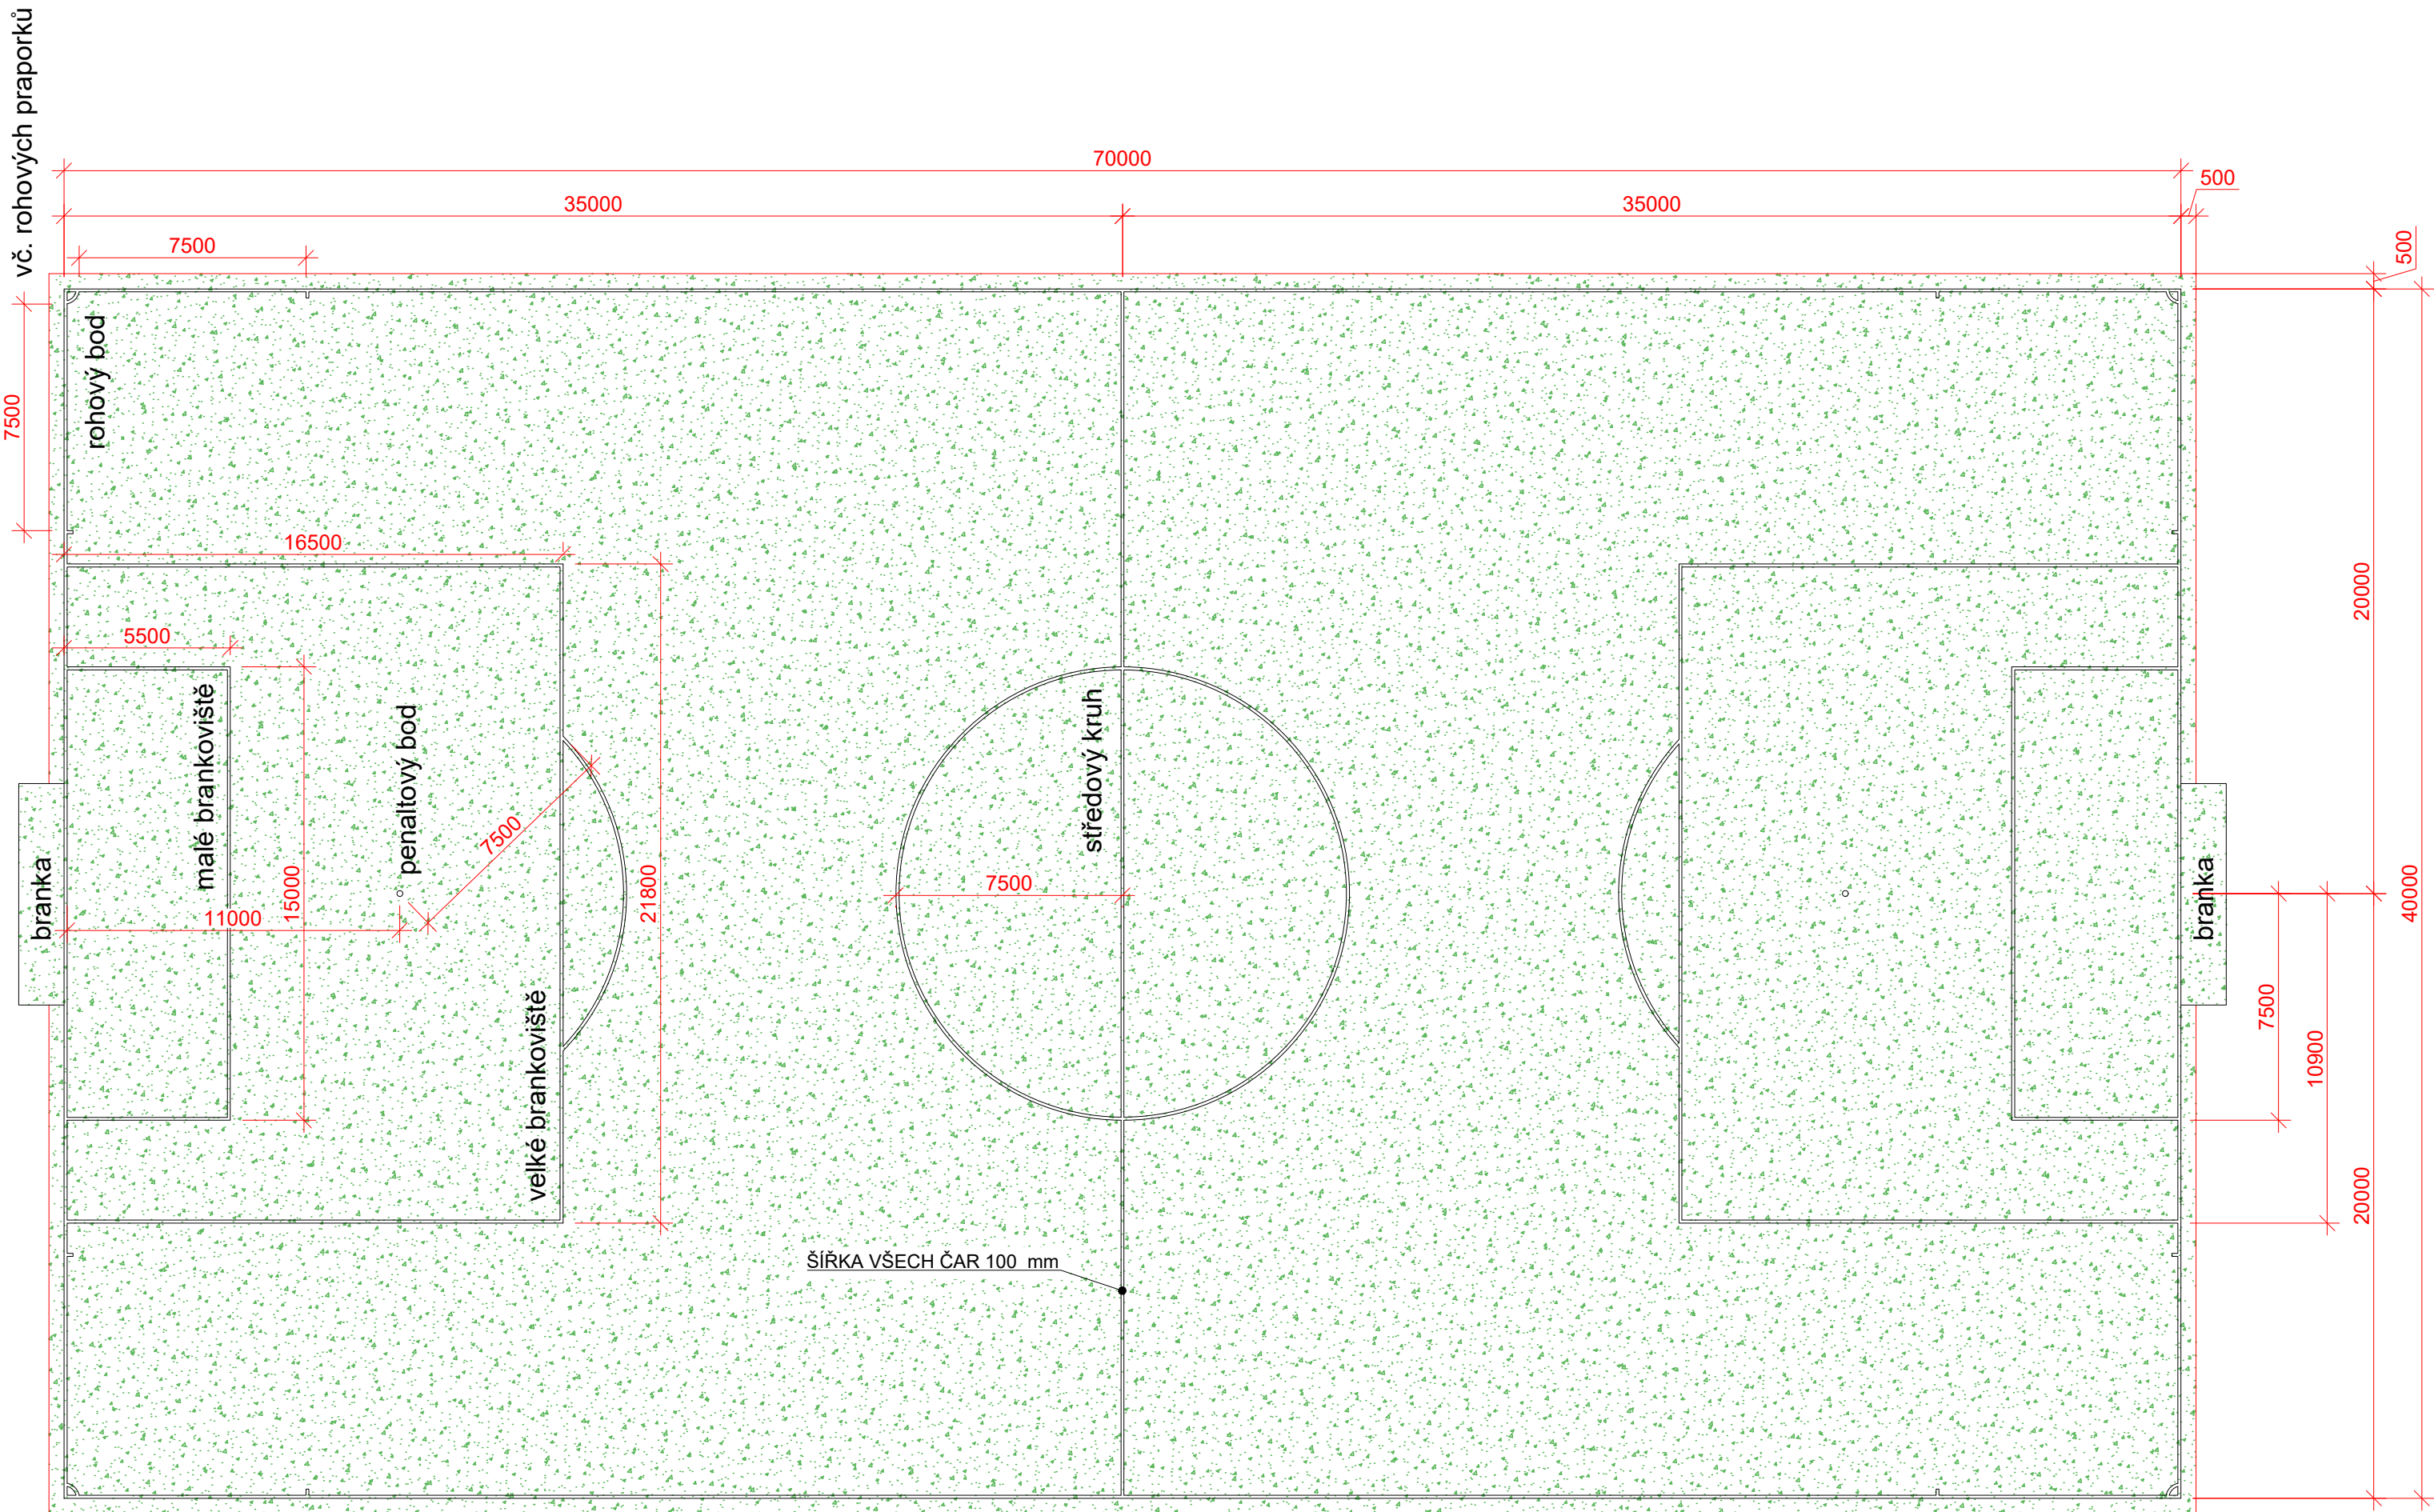 vč. rohových praporků
70000
500
35000
35000
7500
500
rohový bod
7500
16500
20000
5500
malé brankoviště
penaltový bod
středový kruh
7500
branka
15000
11000
21800
7500
branka
40000
velké brankoviště
7500
10900
20000
ŠÍŘKA VŠECH ČAR 100 mm